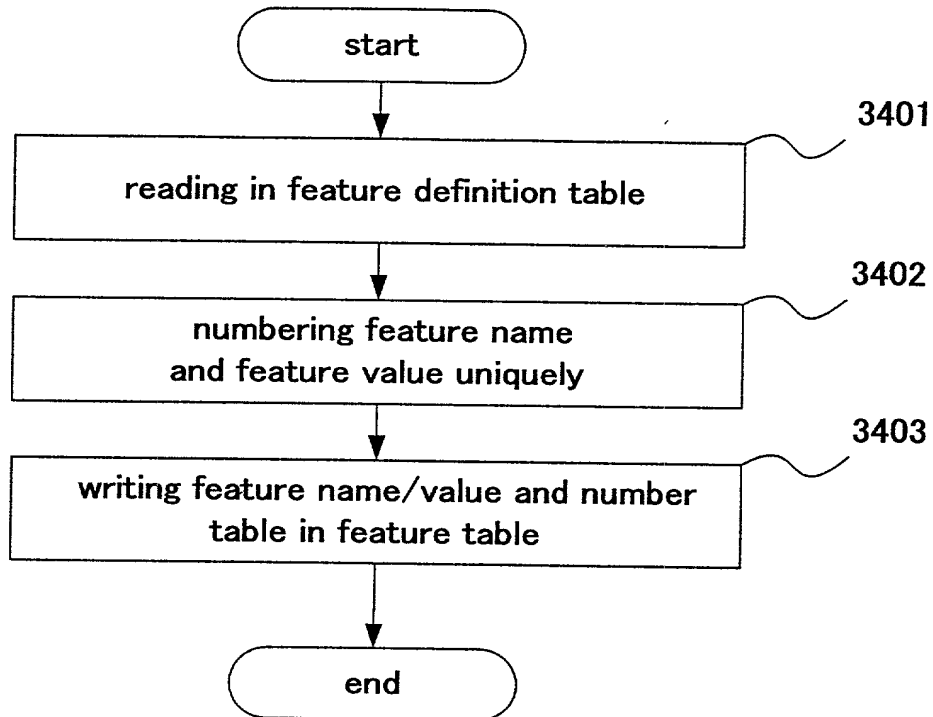 start
3401
reading in feature definition table
3402
numbering feature name
and feature value uniquely
3403
writing feature name/value and number
table in feature table
end